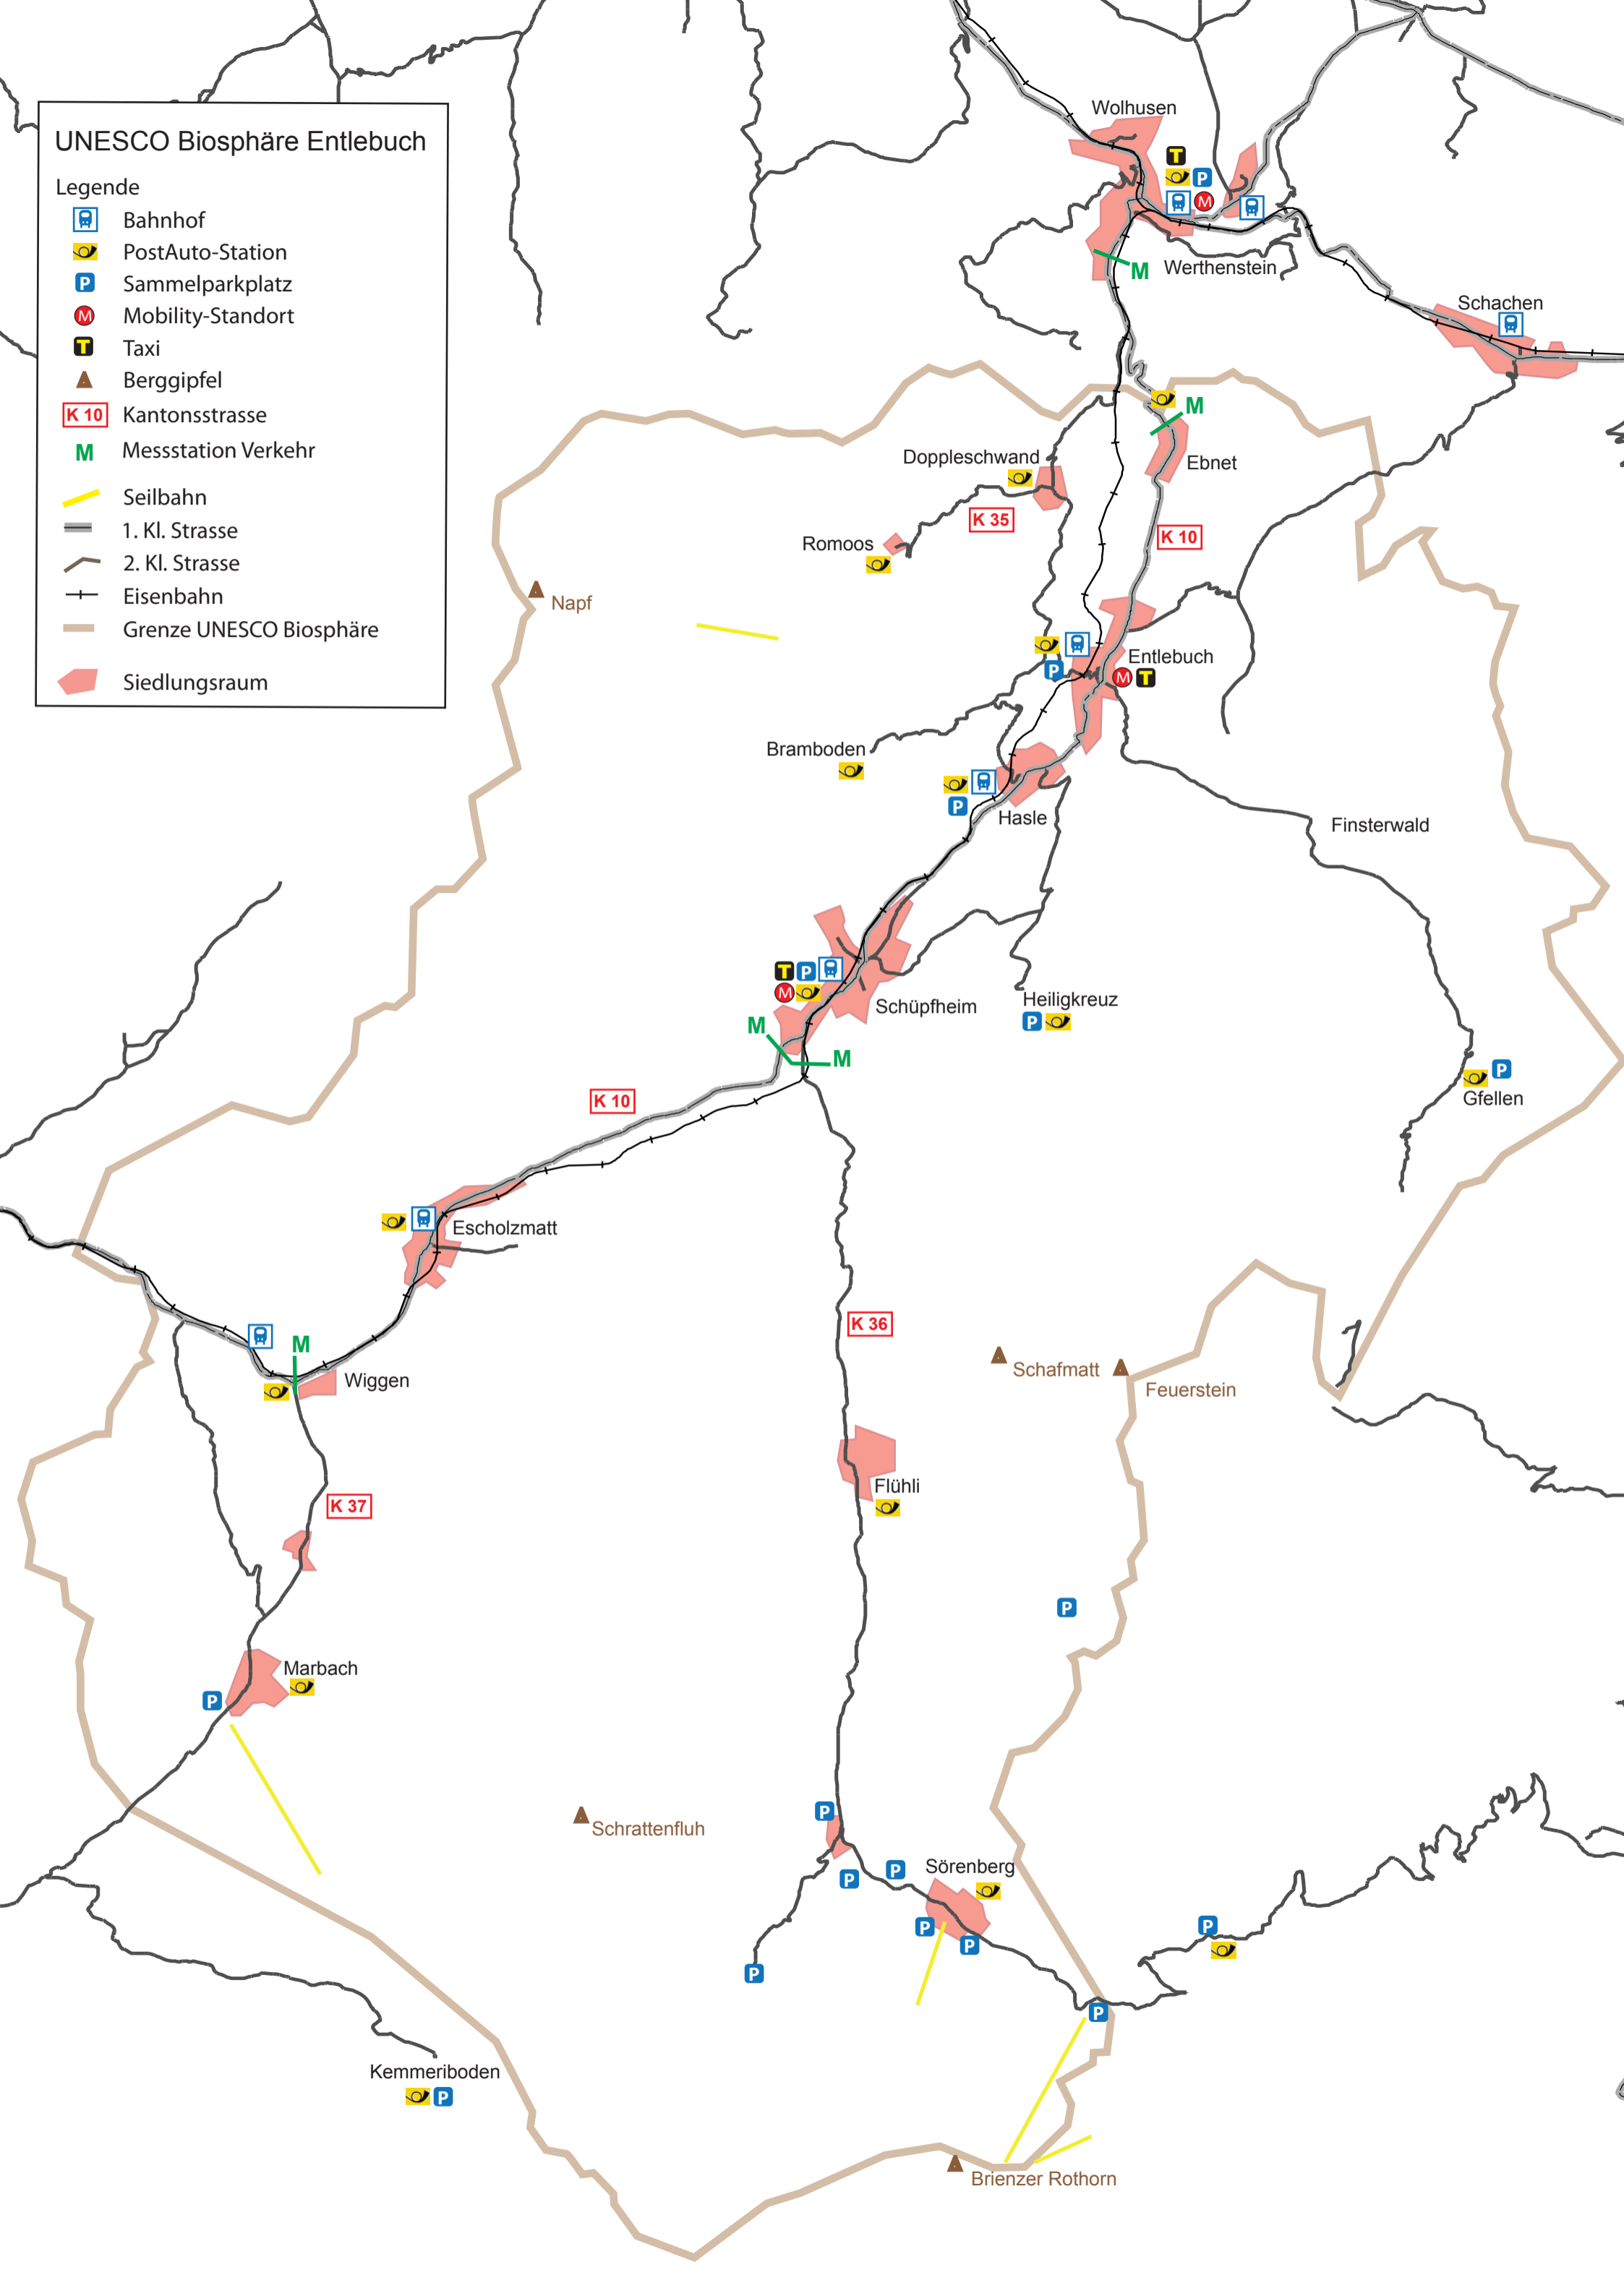 UNESCO Biosphäre Entlebuch
Legende
Bahnhof
PostAuto-Station
P Sammelparkplatz
M Mobility-Standort
T Taxi
Berggipfel
K 10 Kantonsstrasse
M Messstation Verkehr
Seilbahn
1. Kl. Strasse
2. Kl. Strasse
Eisenbahn
Grenze UNESCO Biosphäre
Siedlungsraum
Wolhusen
T
P
M
M
Werthenstein
Schachen
M
Doppleschwand
Ebnet
K 35
K 10
Romoos
Napf
Entlebuch
P
M T
Bramboden
P
Hasle
Finsterwald
T P
M
Schüpfheim
Heiligkreuz
P
M
M
P
Gfellen
K 10
Escholzmatt
K 36
M
Wiggen
Schafmatt
Feuerstein
Flühli
K 37
P
Marbach
P
P
Schrattenfluh
Sörenberg
P
P
P
P
P
P
P
Kemmeriboden
P
Brienzer Rothorn